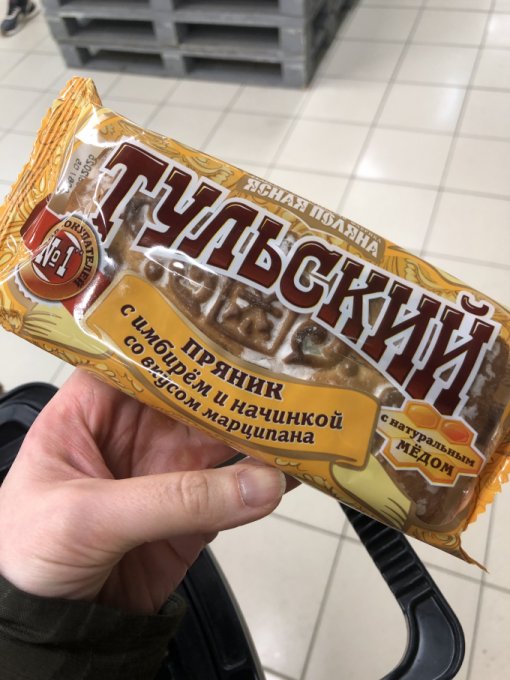 ЯСНАЯ ПОЛЯНА
ТУЛЬСКИЙ
№1
ПРЯНИК
с имбирём и начинкой
со вкусом марципана
с натуральным
МЁДОМ